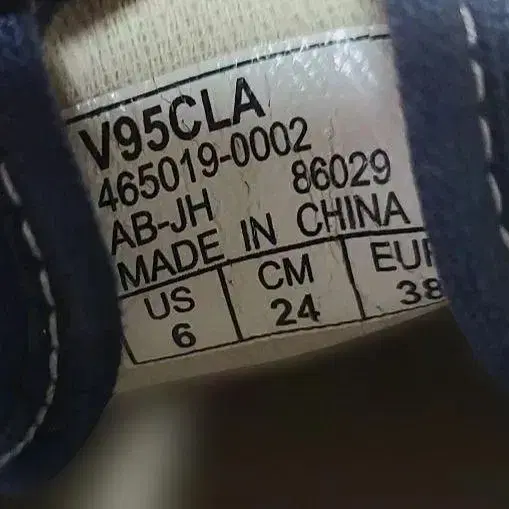 V95CLA
465019-0002
AB-JH 86029
MADE IN CHINA
US CM EUR
6 24 38